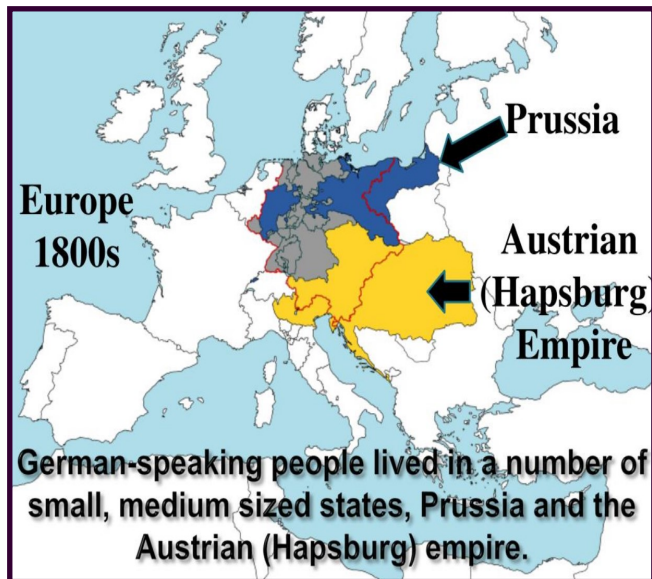 Prussia
Europe
1800s
Austrian
(Hapsburg)
Empire
German-speaking people lived in a number of
small, medium sized states, Prussia and the
Austrian (Hapsburg) empire.